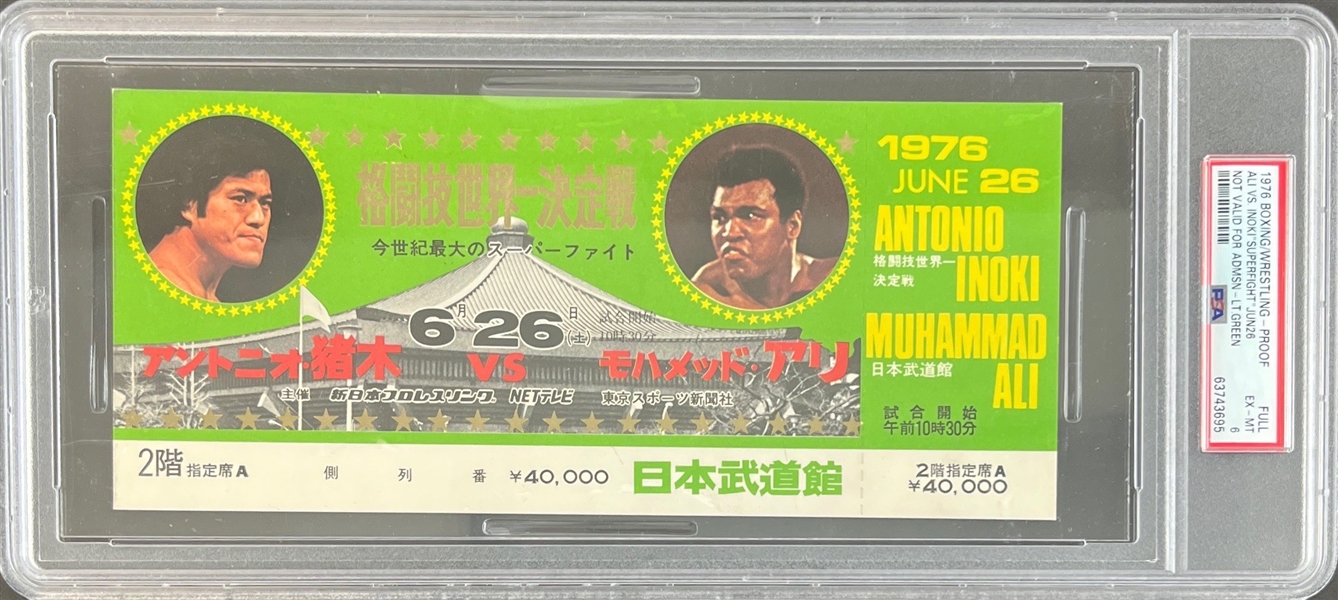 格闘技世界一決定戦
今世紀最大のスーパーファイト
6月26日(土) 試合開始
10時30分
アントニオ・猪木 VS モハメッド・アリ
主催 新日本プロレスリング NETテレビ 東京スポーツ新聞社
2階 指定席A 側 列 番 ¥40,000 日本武道館
1976
JUNE 26
ANTONIO
格闘技世界一
決定戦
INOKI
MUHAMMAD
日本武道館
ALI
試合開始
午前10時30分
2階指定席A
¥40,000
1976 BOXING/WRESTLING-PROOF FULL
ALI VS. INOKI"SUPERFIGHT" JUN26 EX-MT
NOT VALID FOR ADMSN-LT.GREEN 6
PSA 63743695